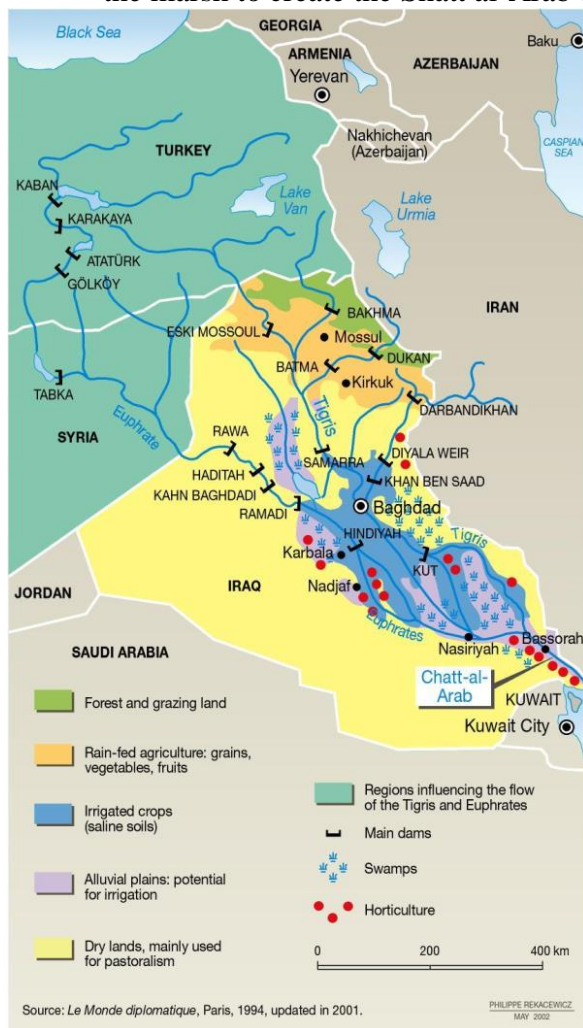 the marsh to create the Shatt al-Arab
Black Sea
GEORGIA
ARMENIA
Yerevan
AZERBAIJAN
Baku
Nakhichevan
(Azerbaijan)
CASPIAN
SEA
TURKEY
Lake
Van
Lake
Urmia
KABAN
KARAKAYA
ATATÜRK
GÖLKÖY
IRAN
BAKHMA
ESKI MOSSOUL
Mossul
DUKAN
BATMA
Kirkuk
TABKA
Tigris
DARBANDIKHAN
Euphrate
SYRIA
RAWA
SAMARRA
DIYALA WEIR
HADITAH
KHAN BEN SAAD
KAHN BAGHDADI
Baghdad
RAMADI
HINDIYAH
Tigris
Karbala
KUT
JORDAN
IRAQ
Nadjaf
Euphrates
Nasiriyah
Bassorah
SAUDI ARABIA
Chatt-al-
Arab
KUWAIT
Kuwait City
Forest and grazing land
Rain-fed agriculture: grains,
vegetables, fruits
Irrigated crops
(saline soils)
Alluvial plains: potential
for irrigation
Dry lands, mainly used
for pastoralism
Regions influencing the flow
of the Tigris and Euphrates
Main dams
Swamps
Horticulture
0 200 400 km
Source: Le Monde diplomatique, Paris, 1994, updated in 2001.
PHILIPPE REKACEWICZ
MAY 2002